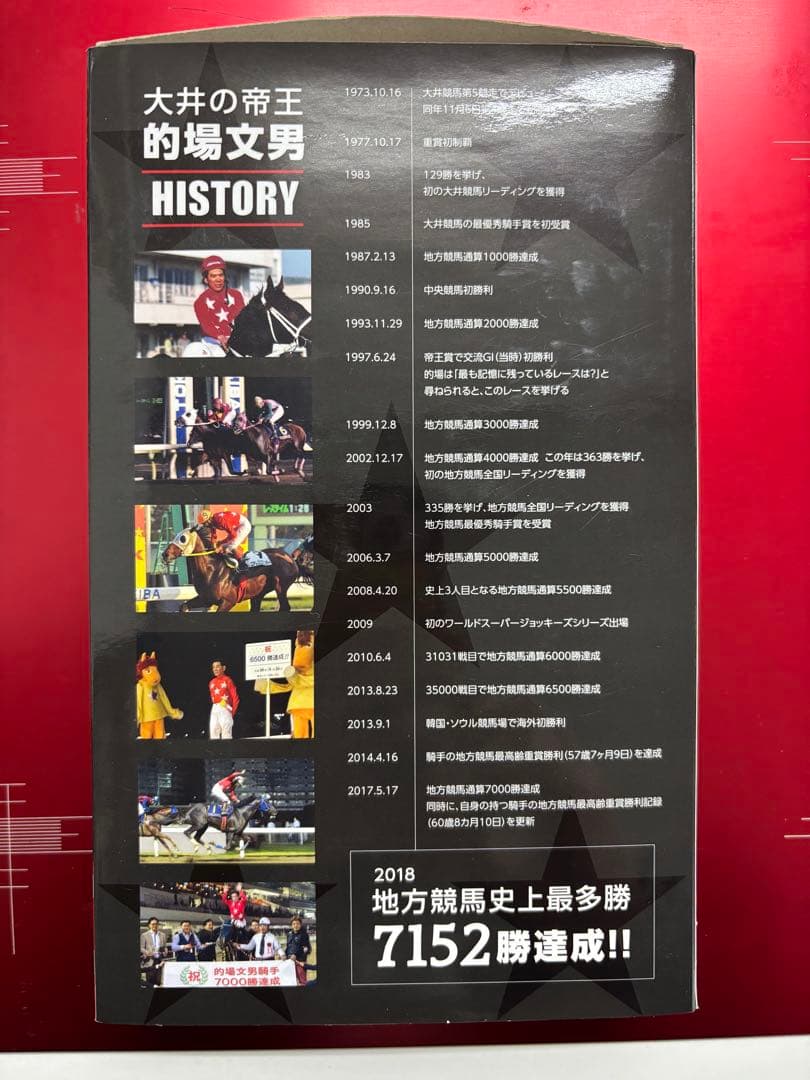 大井の帝王
的場文男
HISTORY
1973.10.16 大井競馬第5競走でデビュー
同年11月6日
1977.10.17 重賞初制覇
1983 129勝を挙げ、
初の大井競馬リーディングを獲得
1985 大井競馬の最優秀騎手賞を初受賞
1987.2.13 地方競馬通算1000勝達成
1990.9.16 中央競馬初勝利
1993.11.29 地方競馬通算2000勝達成
1997.6.24 帝王賞で交流GI(当時)初勝利
的場は「最も記憶に残っているレースは?」と
尋ねられると、このレースを挙げる
1999.12.8 地方競馬通算3000勝達成
2002.12.17 地方競馬通算4000勝達成 この年は363勝を挙げ、
初の地方競馬全国リーディングを獲得
2003 335勝を挙げ、地方競馬全国リーディングを獲得
地方競馬最優秀騎手賞を受賞
2006.3.7 地方競馬通算5000勝達成
2008.4.20 史上3人目となる地方競馬通算5500勝達成
2009 初のワールドスーパージョッキーズシリーズ出場
2010.6.4 31031戦目で地方競馬通算6000勝達成
2013.8.23 35000戦目で地方競馬通算6500勝達成
2013.9.1 韓国・ソウル競馬場で海外初勝利
2014.4.16 騎手の地方競馬最高齢重賞勝利(57歳7ヶ月9日)を達成
2017.5.17 地方競馬通算7000勝達成
同時に、自身の持つ騎手の地方競馬最高齢重賞勝利記録
(60歳8カ月10日)を更新
2018
地方競馬史上最多勝
7152勝達成!!
レースタイム 1:28
IBA
祝
6500勝達成!!
祝 的場文男騎手
7000勝達成